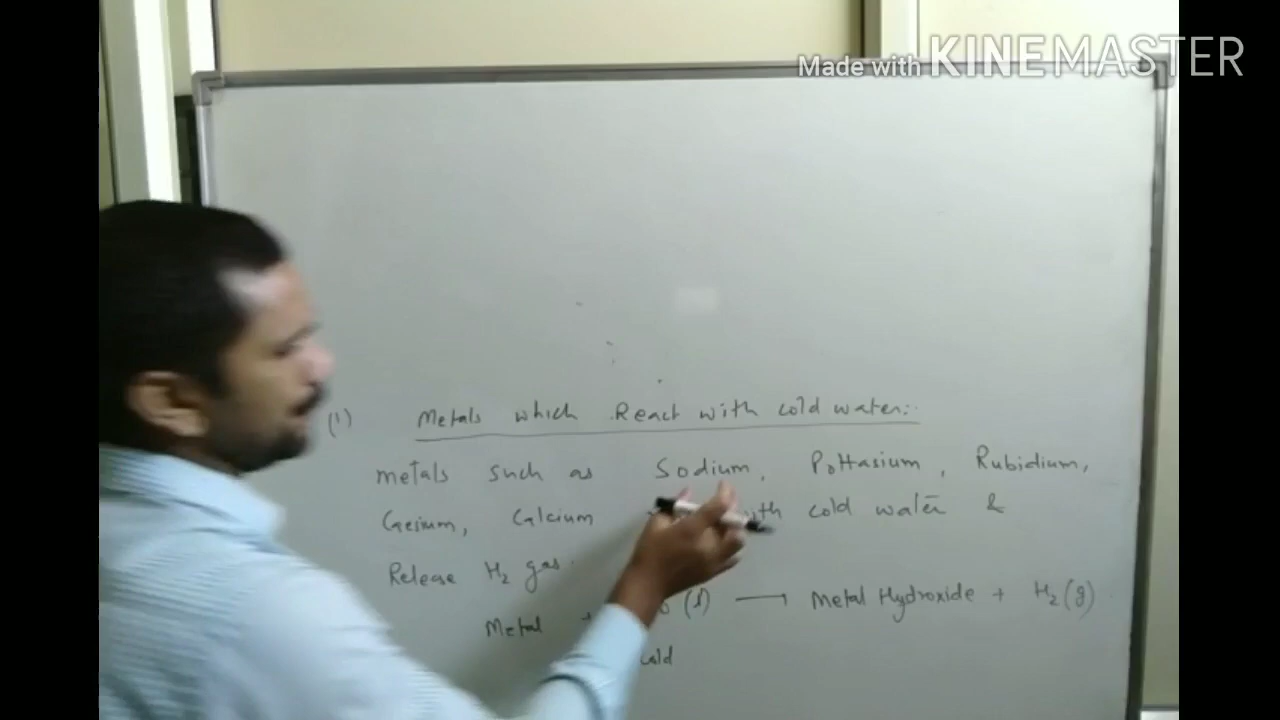 Made with KINEMASTER
(1) Metals which React with cold water:-
metals such as Sodium, Pottasium, Rubidium,
Caesium, Calcium with cold water &
Release H₂ gas.
Metal + (l) → Metal Hydroxide + H₂(g)
cold